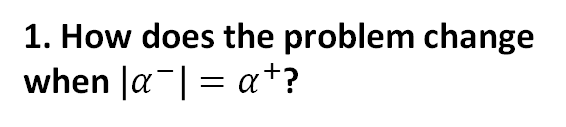 1. How does the problem change
when |α⁻| = α⁺?